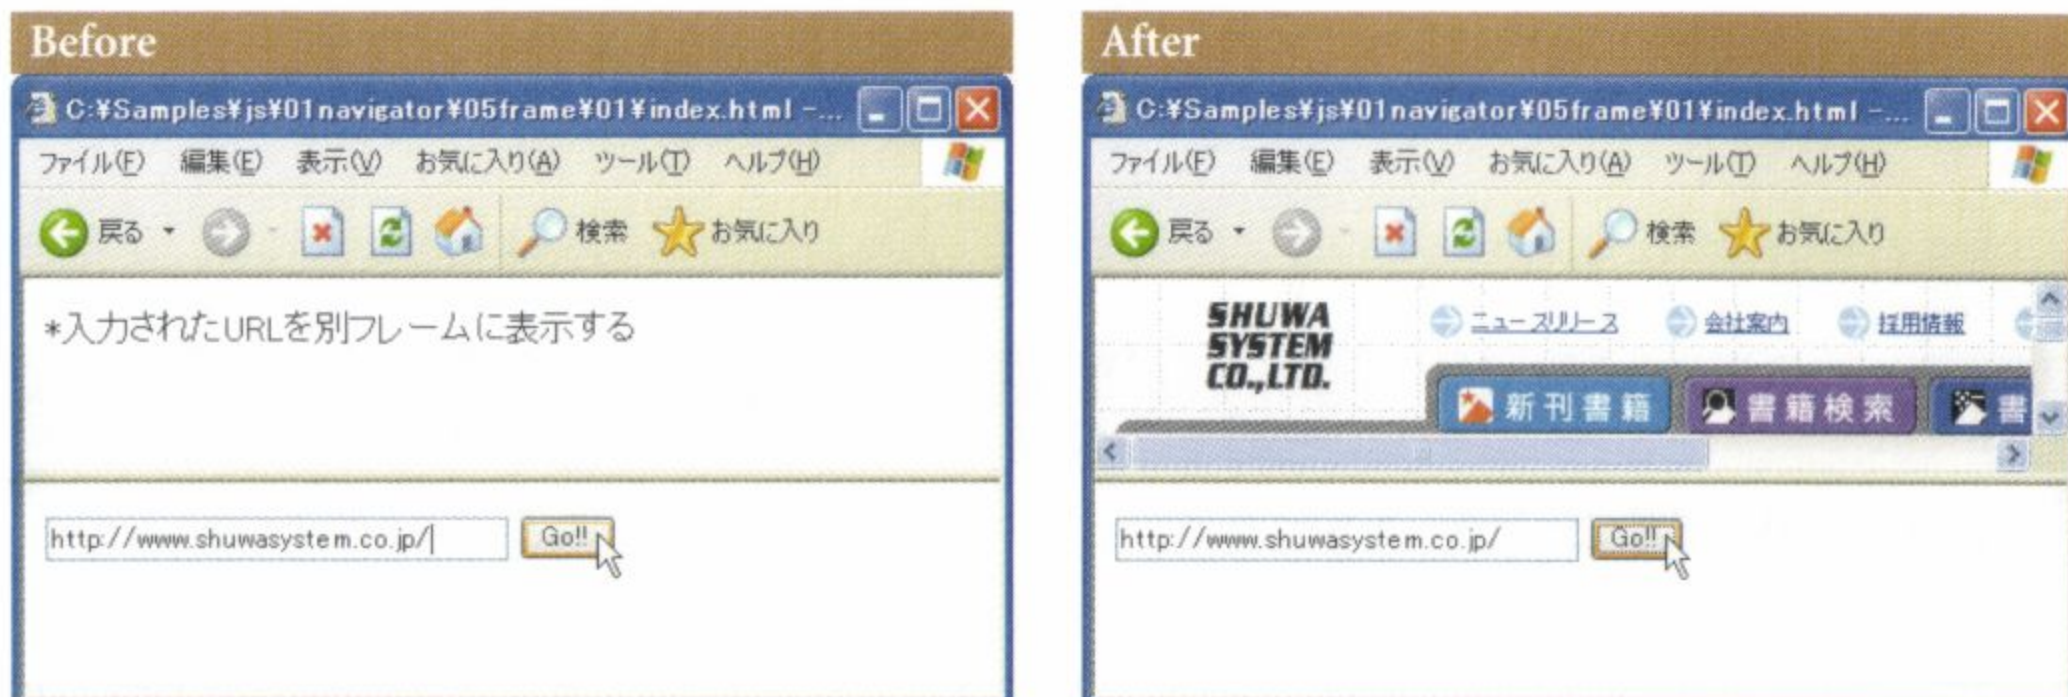 Before
C:¥Samples¥js¥01navigator¥05frame¥01¥index.html -...
ファイル(F) 編集(E) 表示(V) お気に入り(A) ツール(T) ヘルプ(H)
戻る 検索 お気に入り
*入力されたURLを別フレームに表示する
http://www.shuwasystem.co.jp/ Go!!
After
C:¥Samples¥js¥01navigator¥05frame¥01¥index.html -...
ファイル(F) 編集(E) 表示(V) お気に入り(A) ツール(T) ヘルプ(H)
戻る 検索 お気に入り
SHUWA
SYSTEM
CO.,LTD.
ニュースリリース 会社案内 採用情報
新刊書籍 書籍検索 書
http://www.shuwasystem.co.jp/ Go!!